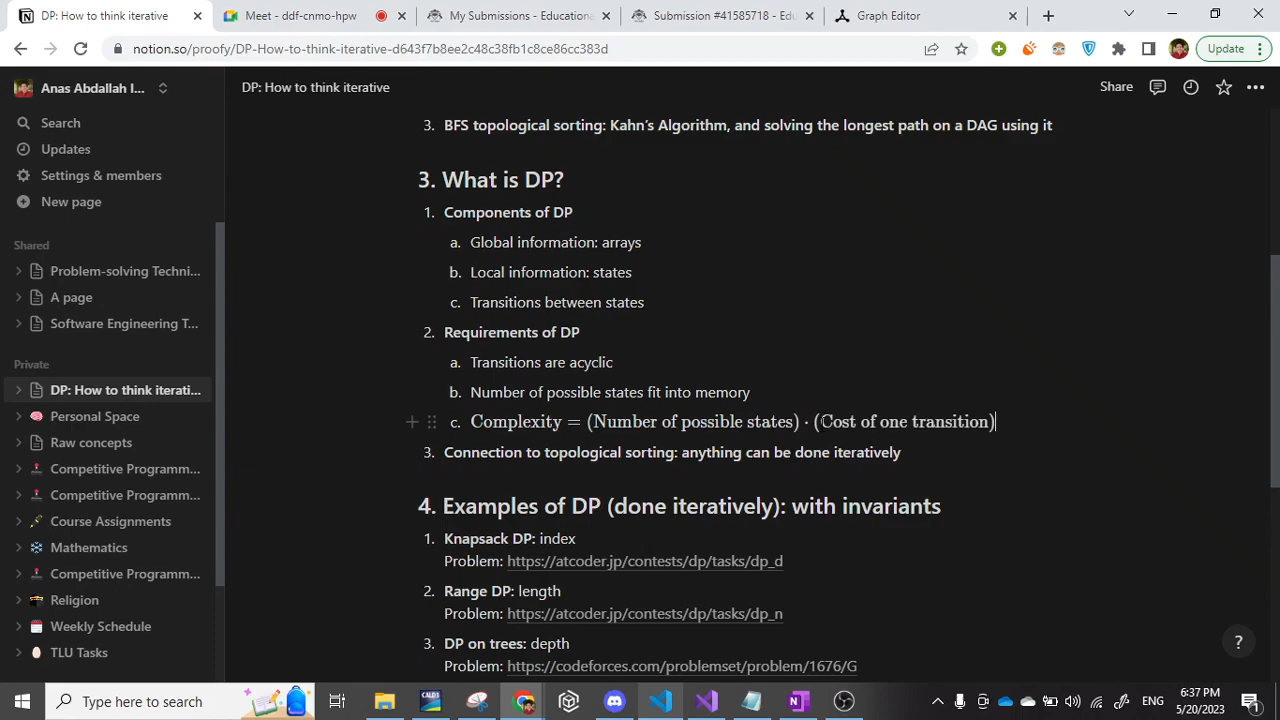 DP: How to think iterative
Meet - ddf-cnmo-hpw
My Submissions - Educationa
Submission #41585718 - Edu
Graph Editor
notion.so/proofy/DP-How-to-think-iterative-d643f7b8ee2c48c38fb1c8ce86cc383d
Update
Anas Abdallah I...
DP: How to think iterative
Share
Search
Updates
Settings & members
New page
Shared
Problem-solving Techni...
A page
Software Engineering T...
Private
DP: How to think iterati...
Personal Space
Raw concepts
Competitive Programm...
Competitive Programm...
Course Assignments
Mathematics
Competitive Programm...
Religion
Weekly Schedule
TLU Tasks
3. BFS topological sorting: Kahn's Algorithm, and solving the longest path on a DAG using it
3. What is DP?
1. Components of DP
a. Global information: arrays
b. Local information: states
c. Transitions between states
2. Requirements of DP
a. Transitions are acyclic
b. Number of possible states fit into memory
c. Complexity = (Number of possible states) · (Cost of one transition)
3. Connection to topological sorting: anything can be done iteratively
4. Examples of DP (done iteratively): with invariants
1. Knapsack DP: index
Problem: https://atcoder.jp/contests/dp/tasks/dp_d
2. Range DP: length
Problem: https://atcoder.jp/contests/dp/tasks/dp_n
3. DP on trees: depth
Problem: https://codeforces.com/problemset/problem/1676/G
?
Type here to search
ENG
6:37 PM
5/20/2023